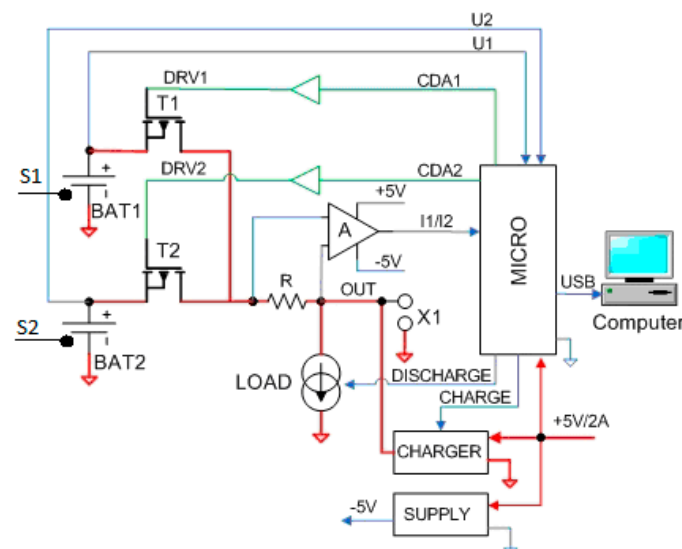 U2
U1
DRV1
CDA1
T1
S1
+
-
BAT1
DRV2
CDA2
T2
+5V
A
I1/I2
-5V
MICRO
USB
Computer
S2
+
-
BAT2
R
OUT
X1
LOAD
DISCHARGE
CHARGE
+5V/2A
CHARGER
-5V
SUPPLY